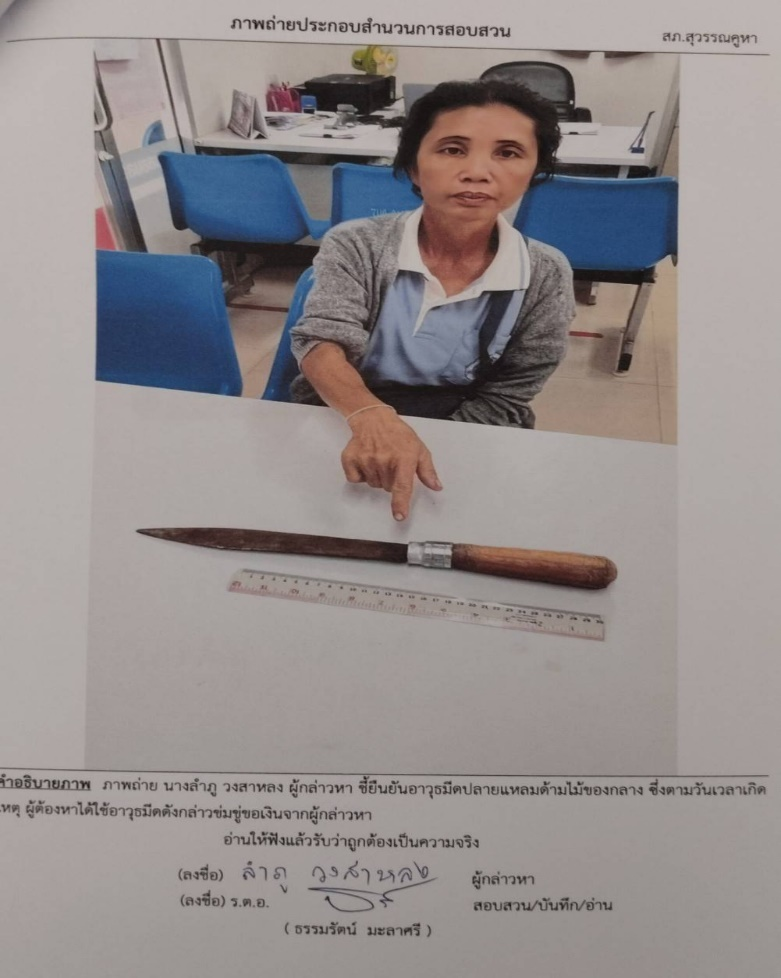 ภาพถ่ายประกอบสำนวนการสอบสวน
สภ.สุวรรณคูหา
คำอธิบายภาพ ภาพถ่าย นางลำภู วงสาหลง ผู้กล่าวหา ชี้ยืนยันอาวุธมีดปลายแหลมด้ามไม้ของกลาง ซึ่งตามวันเวลาเกิด
เหตุ ผู้ต้องหาได้ใช้อาวุธมีดดังกล่าวข่มขู่ขอเงินจากผู้กล่าวหา
อ่านให้ฟังแล้วรับว่าถูกต้องเป็นความจริง
(ลงชื่อ) ลำภู วงสาหลง ผู้กล่าวหา
(ลงชื่อ) ร.ต.อ. สอบสวน/บันทึก/อ่าน
( ธรรมรัตน์ มะลาศรี )